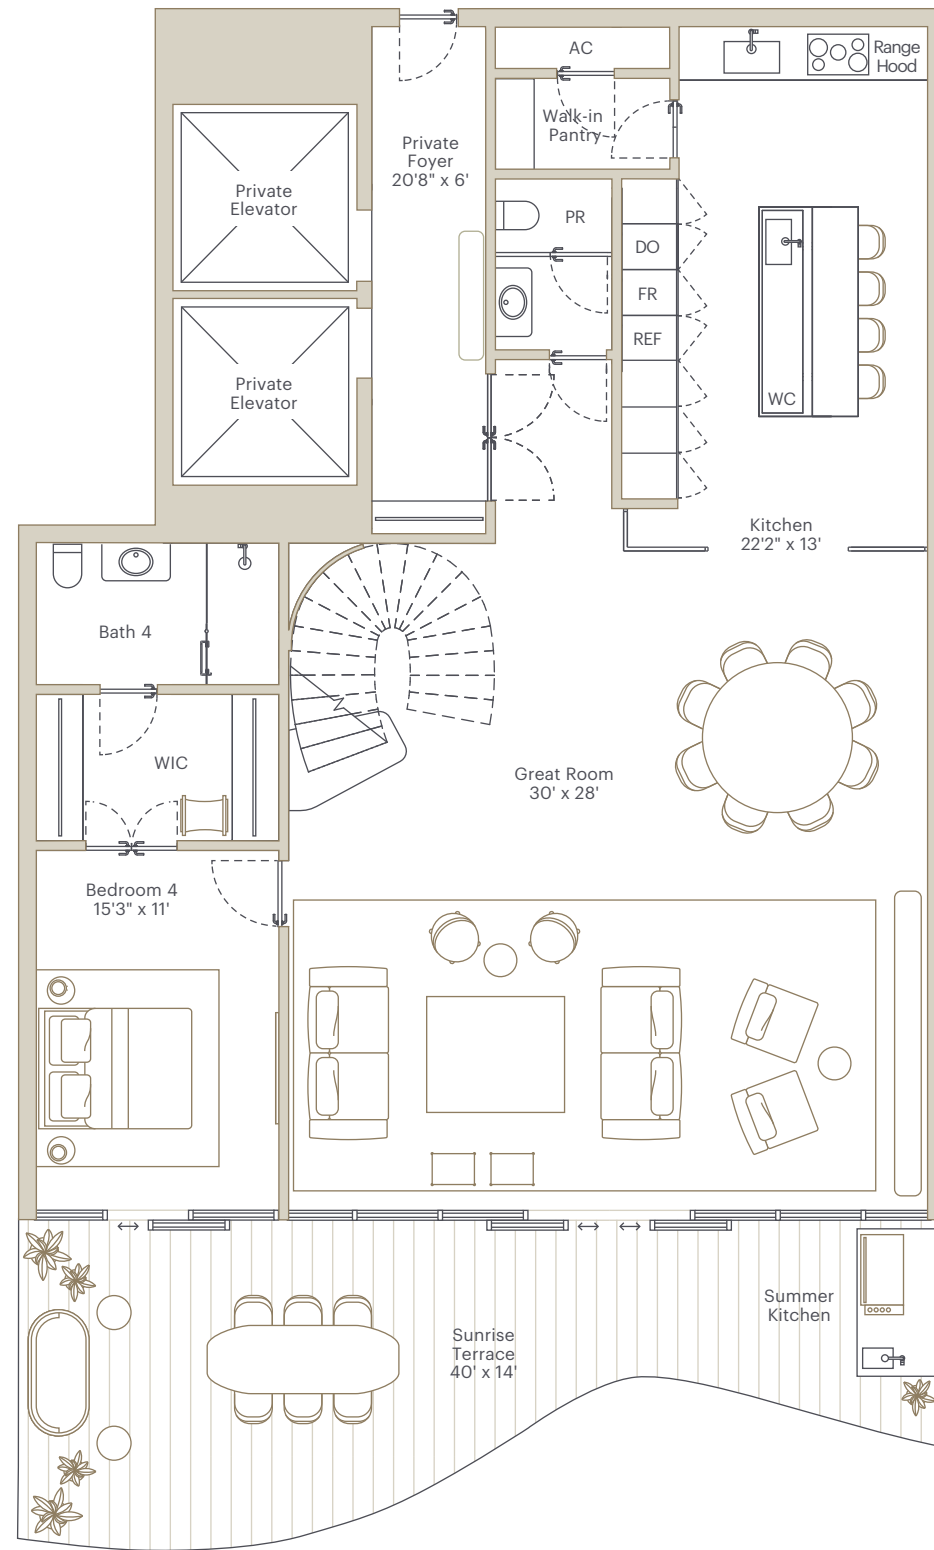 AC
Range
Hood
Walk-in
Pantry
Private
Foyer
20'8" x 6'
Private
Elevator
PR
DO
FR
REF
Private
Elevator
WC
Kitchen
22'2" x 13'
Bath 4
WIC
Great Room
30' x 28'
Bedroom 4
15'3" x 11'
Summer
Kitchen
Sunrise
Terrace
40' x 14'